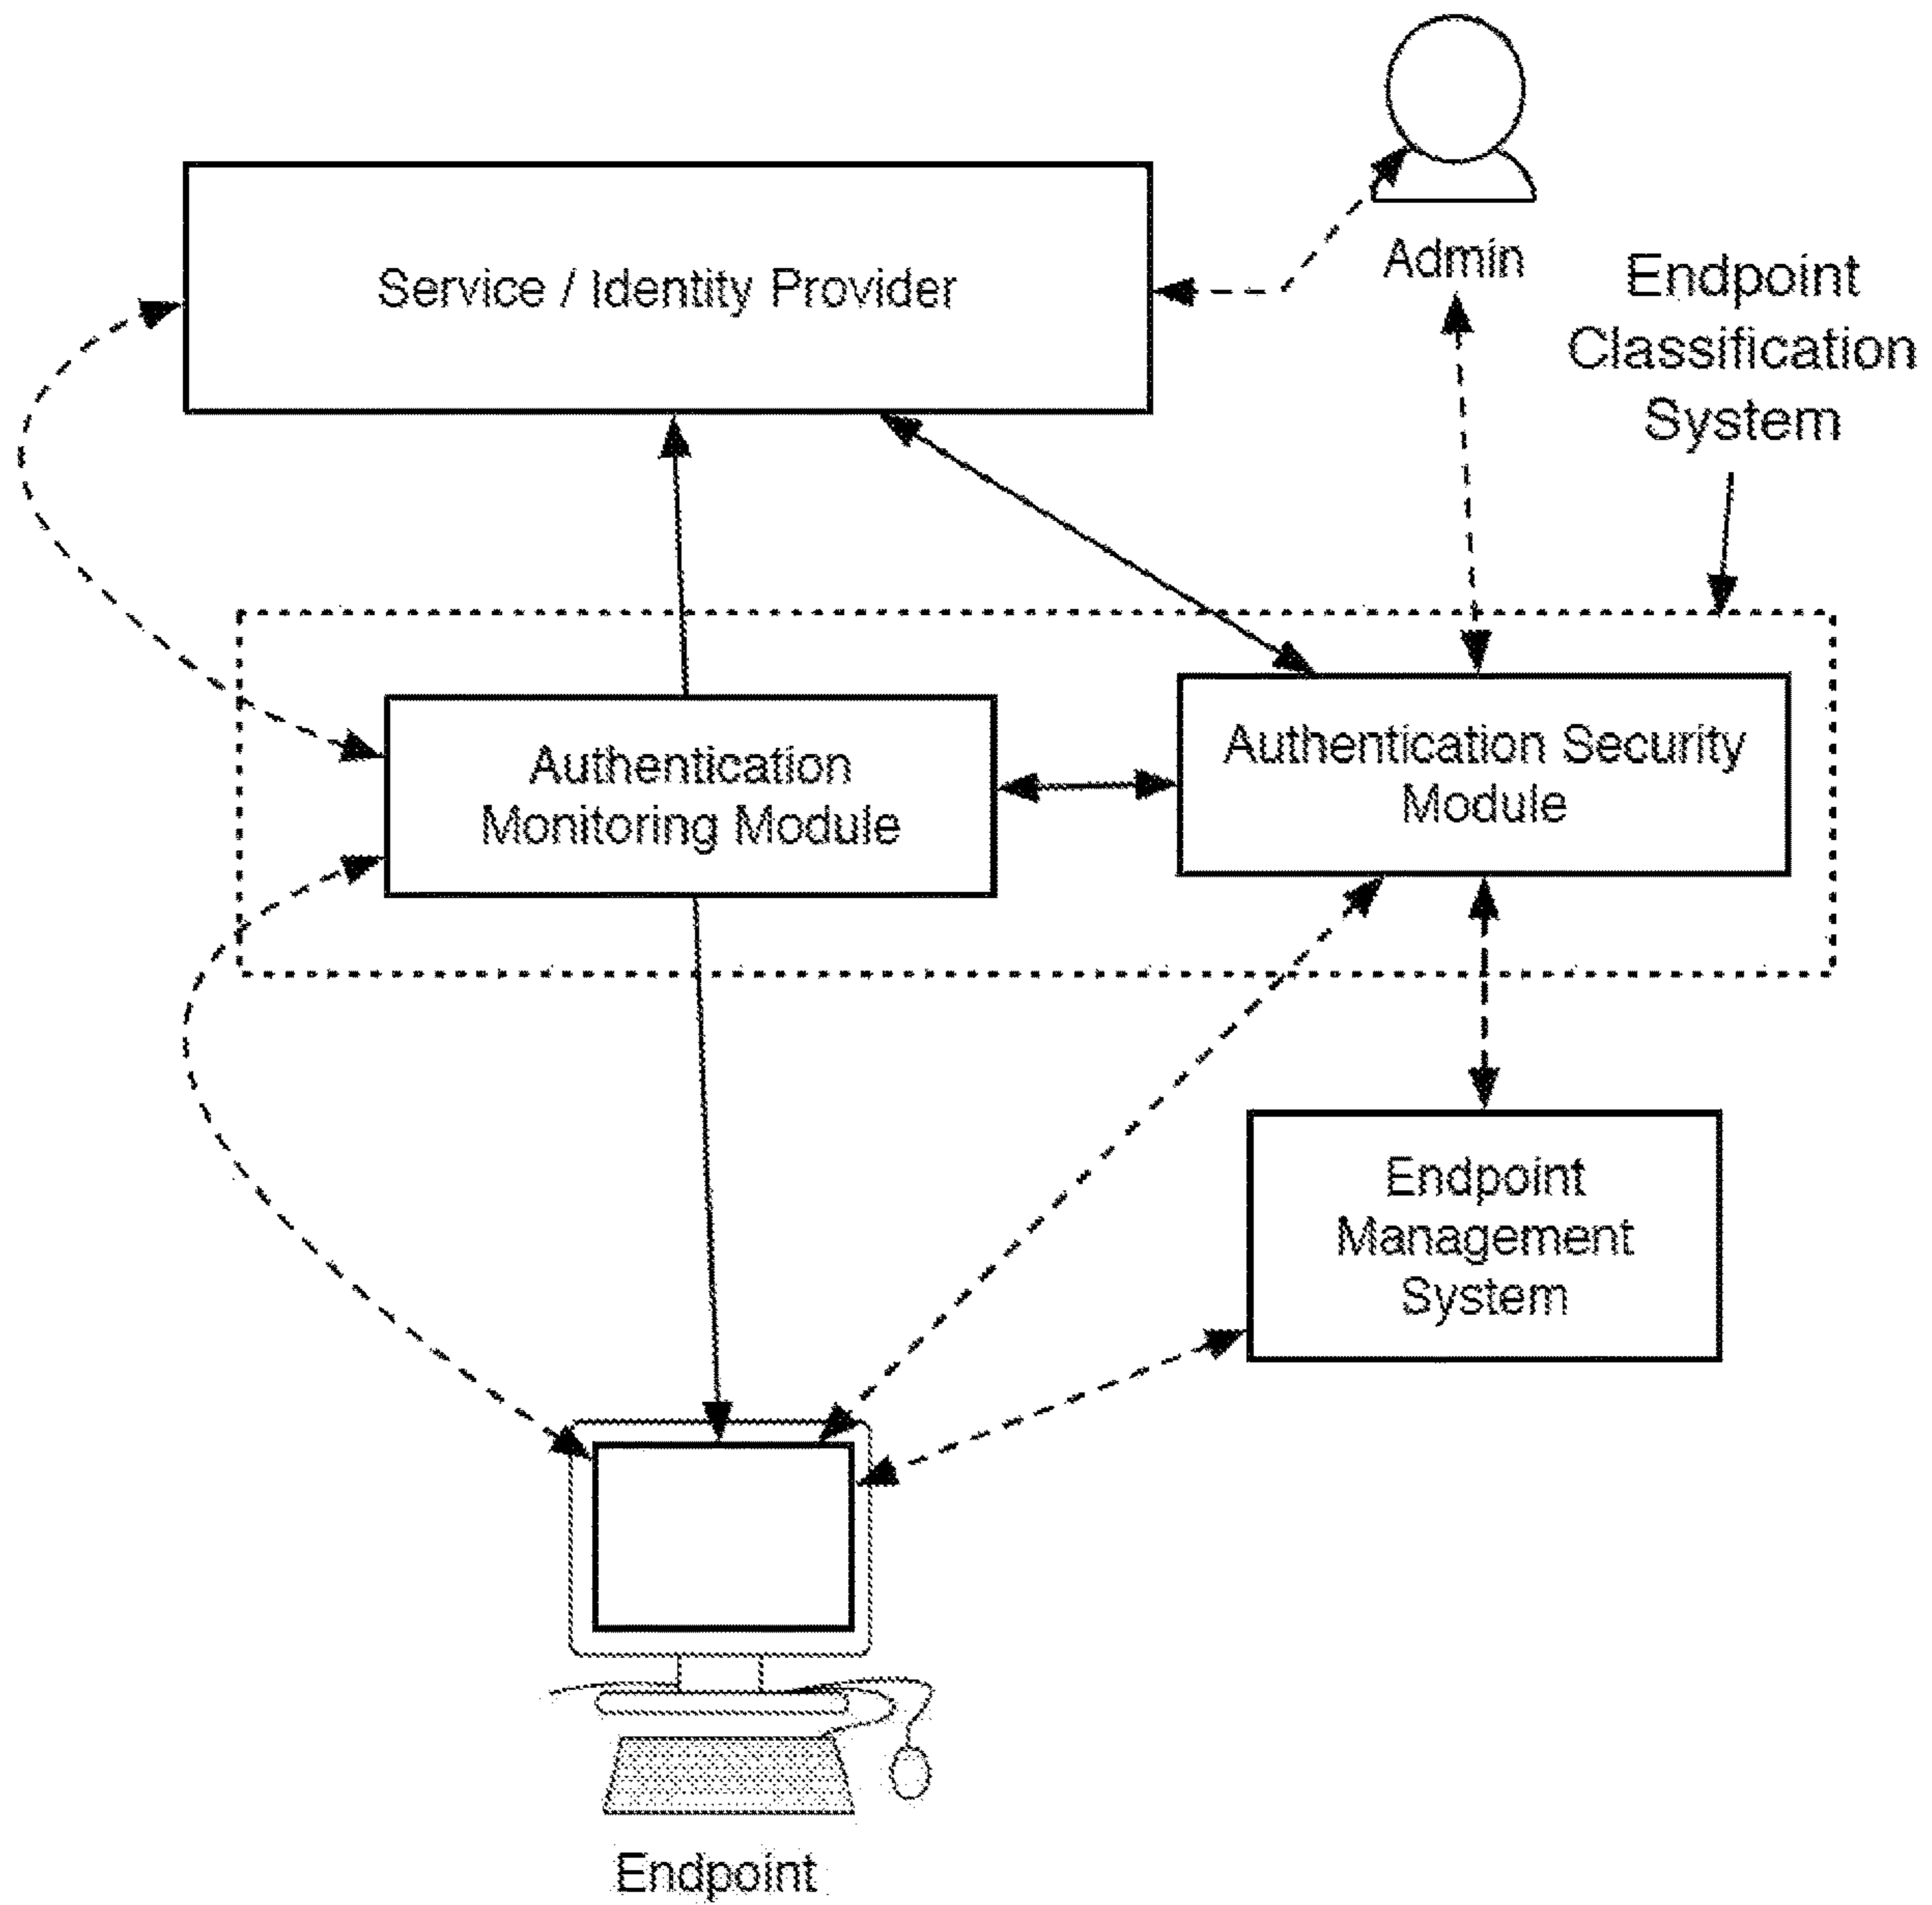 Service / Identity Provider
Admin
Endpoint
Classification
System
Authentication
Monitoring Module
Authentication Security
Module
Endpoint
Management
System
Endpoint